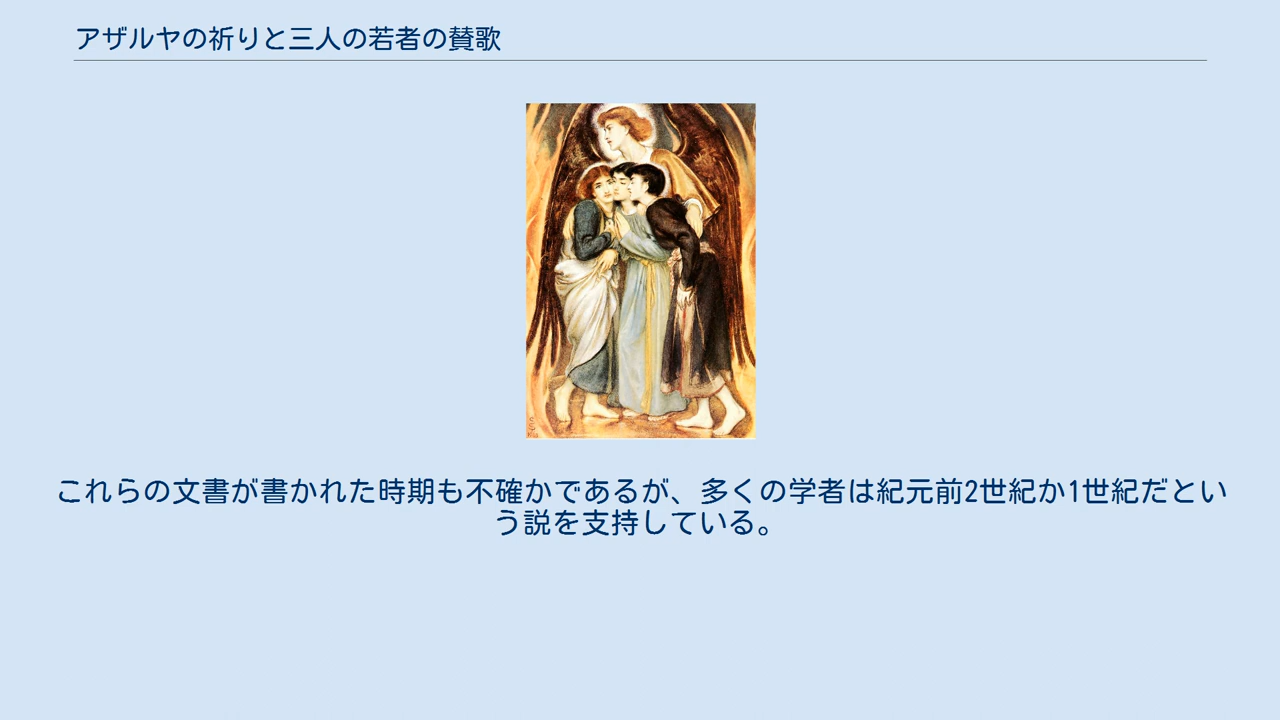 アザルヤの祈りと三人の若者の賛歌
これらの文書が書かれた時期も不確かであるが、多くの学者は紀元前2世紀か1世紀だとい
う説を支持している。